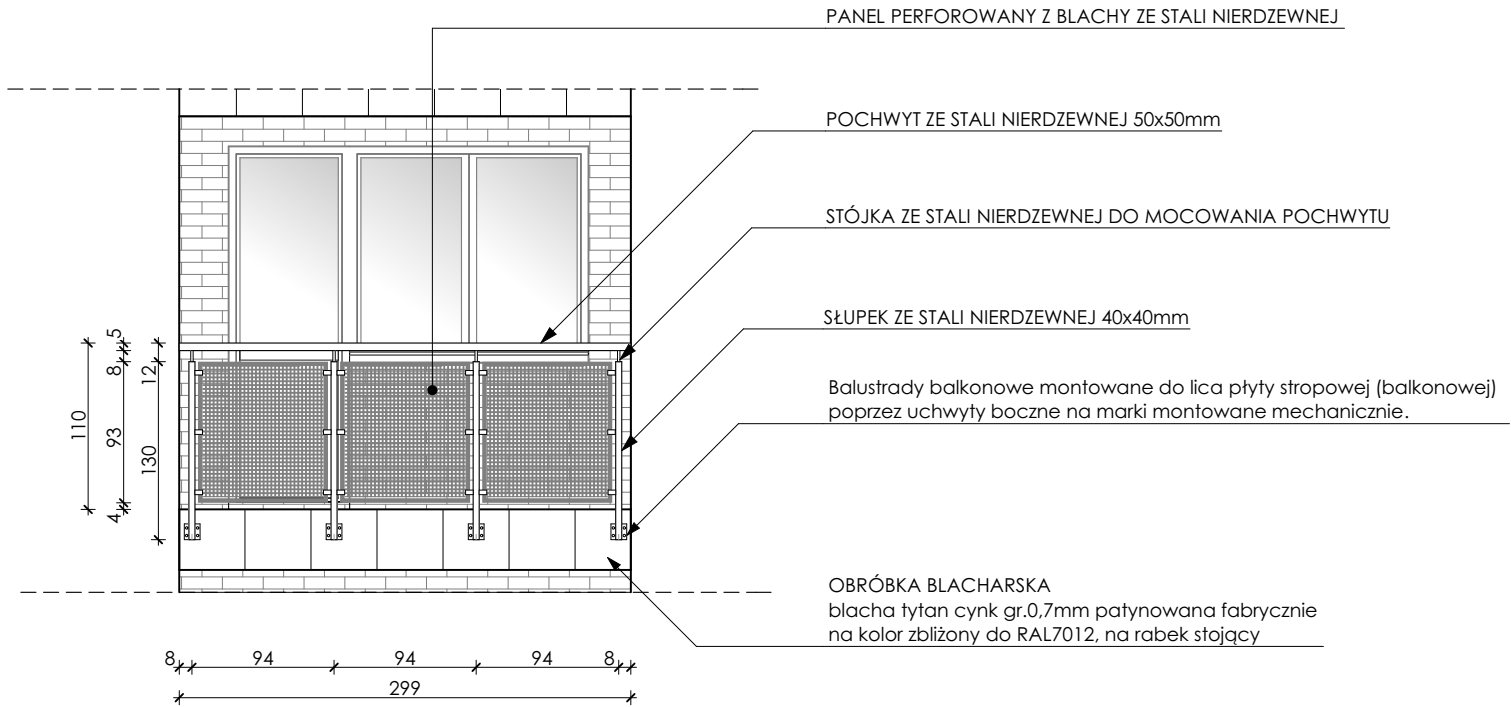 PANEL PERFOROWANY Z BLACHY ZE STALI NIERDZEWNEJ
POCHWYT ZE STALI NIERDZEWNEJ 50x50mm
STÓJKA ZE STALI NIERDZEWNEJ DO MOCOWANIA POCHWYTU
SŁUPEK ZE STALI NIERDZEWNEJ 40x40mm
Balustrady balkonowe montowane do lica płyty stropowej (balkonowej)
poprzez uchwyty boczne na marki montowane mechanicznie.
OBRÓBKA BLACHARSKA
blacha tytan cynk gr.0,7mm patynowana fabrycznie
na kolor zbliżony do RAL7012, na rabek stojący
110
5
8
93
4
12
130
8 94 94 94 8
299